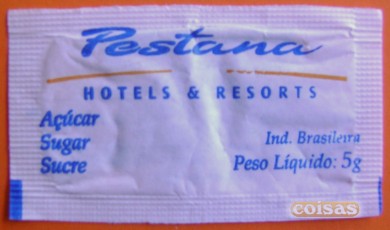 Pestana
HOTELS & RESORTS
Açúcar
Sugar
Sucre
Ind. Brasileira
Peso Líquido: 5g
coisas